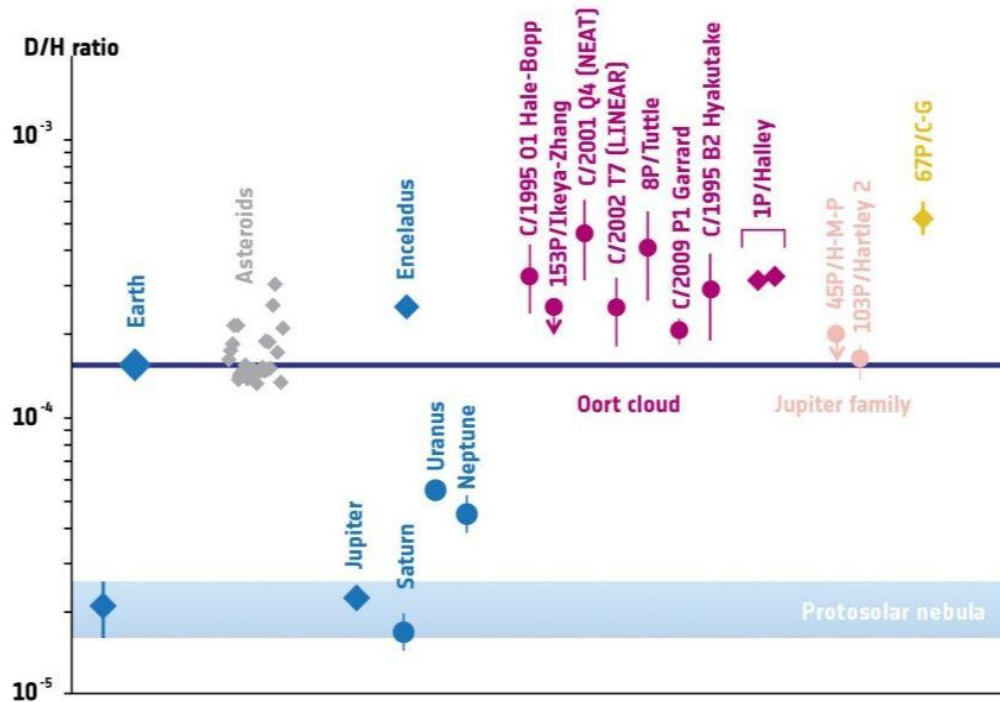 D/H ratio
10-3
10-4
10-5
Earth
Asteroids
Enceladus
Jupiter
Saturn
Uranus
Neptune
C/1995 O1 Hale-Bopp
153P/Ikeya-Zhang
C/2001 Q4 (NEAT)
C/2002 T7 (LINEAR)
8P/Tuttle
C/2009 P1 Garrard
C/1995 B2 Hyakutake
1P/Halley
45P/H-M-P
103P/Hartley 2
67P/C-G
Oort cloud
Jupiter family
Protosolar nebula